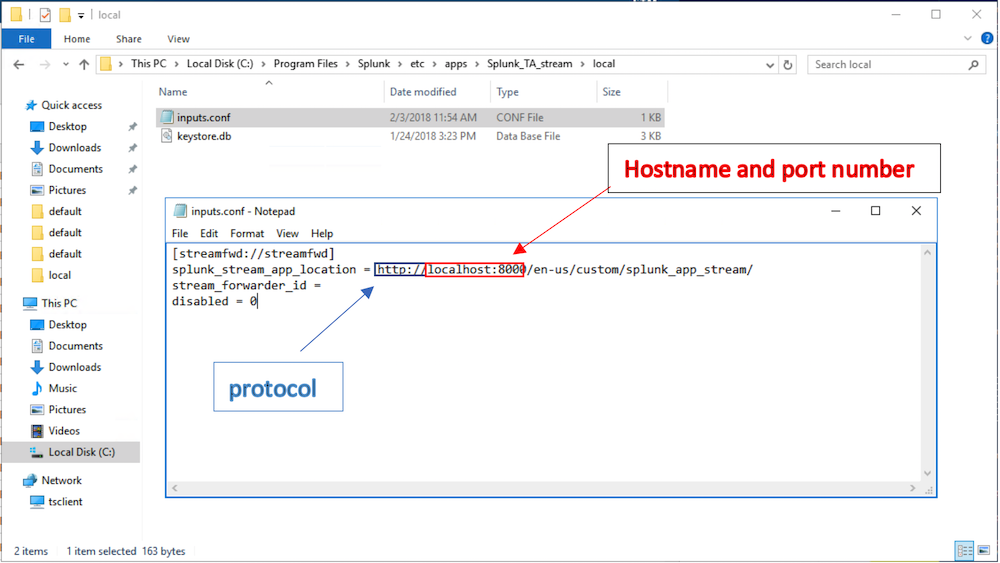 local
File Home Share View
This PC Local Disk (C:) Program Files Splunk etc apps Splunk_TA_stream local
Search local
Name Date modified Type Size
inputs.conf 2/3/2018 11:54 AM CONF File 1 KB
keystore.db 1/24/2018 3:23 PM Data Base File 3 KB
Quick access
Desktop
Downloads
Documents
Pictures
default
default
default
local
This PC
Desktop
Documents
Downloads
Music
Pictures
Videos
Local Disk (C:)
Network
tsclient
Hostname and port number
inputs.conf - Notepad
File Edit Format View Help
[streamfwd://streamfwd]
splunk_stream_app_location = http://localhost:8000/en-us/custom/splunk_app_stream/
stream_forwarder_id =
disabled = 0
protocol
2 items 1 item selected 163 bytes